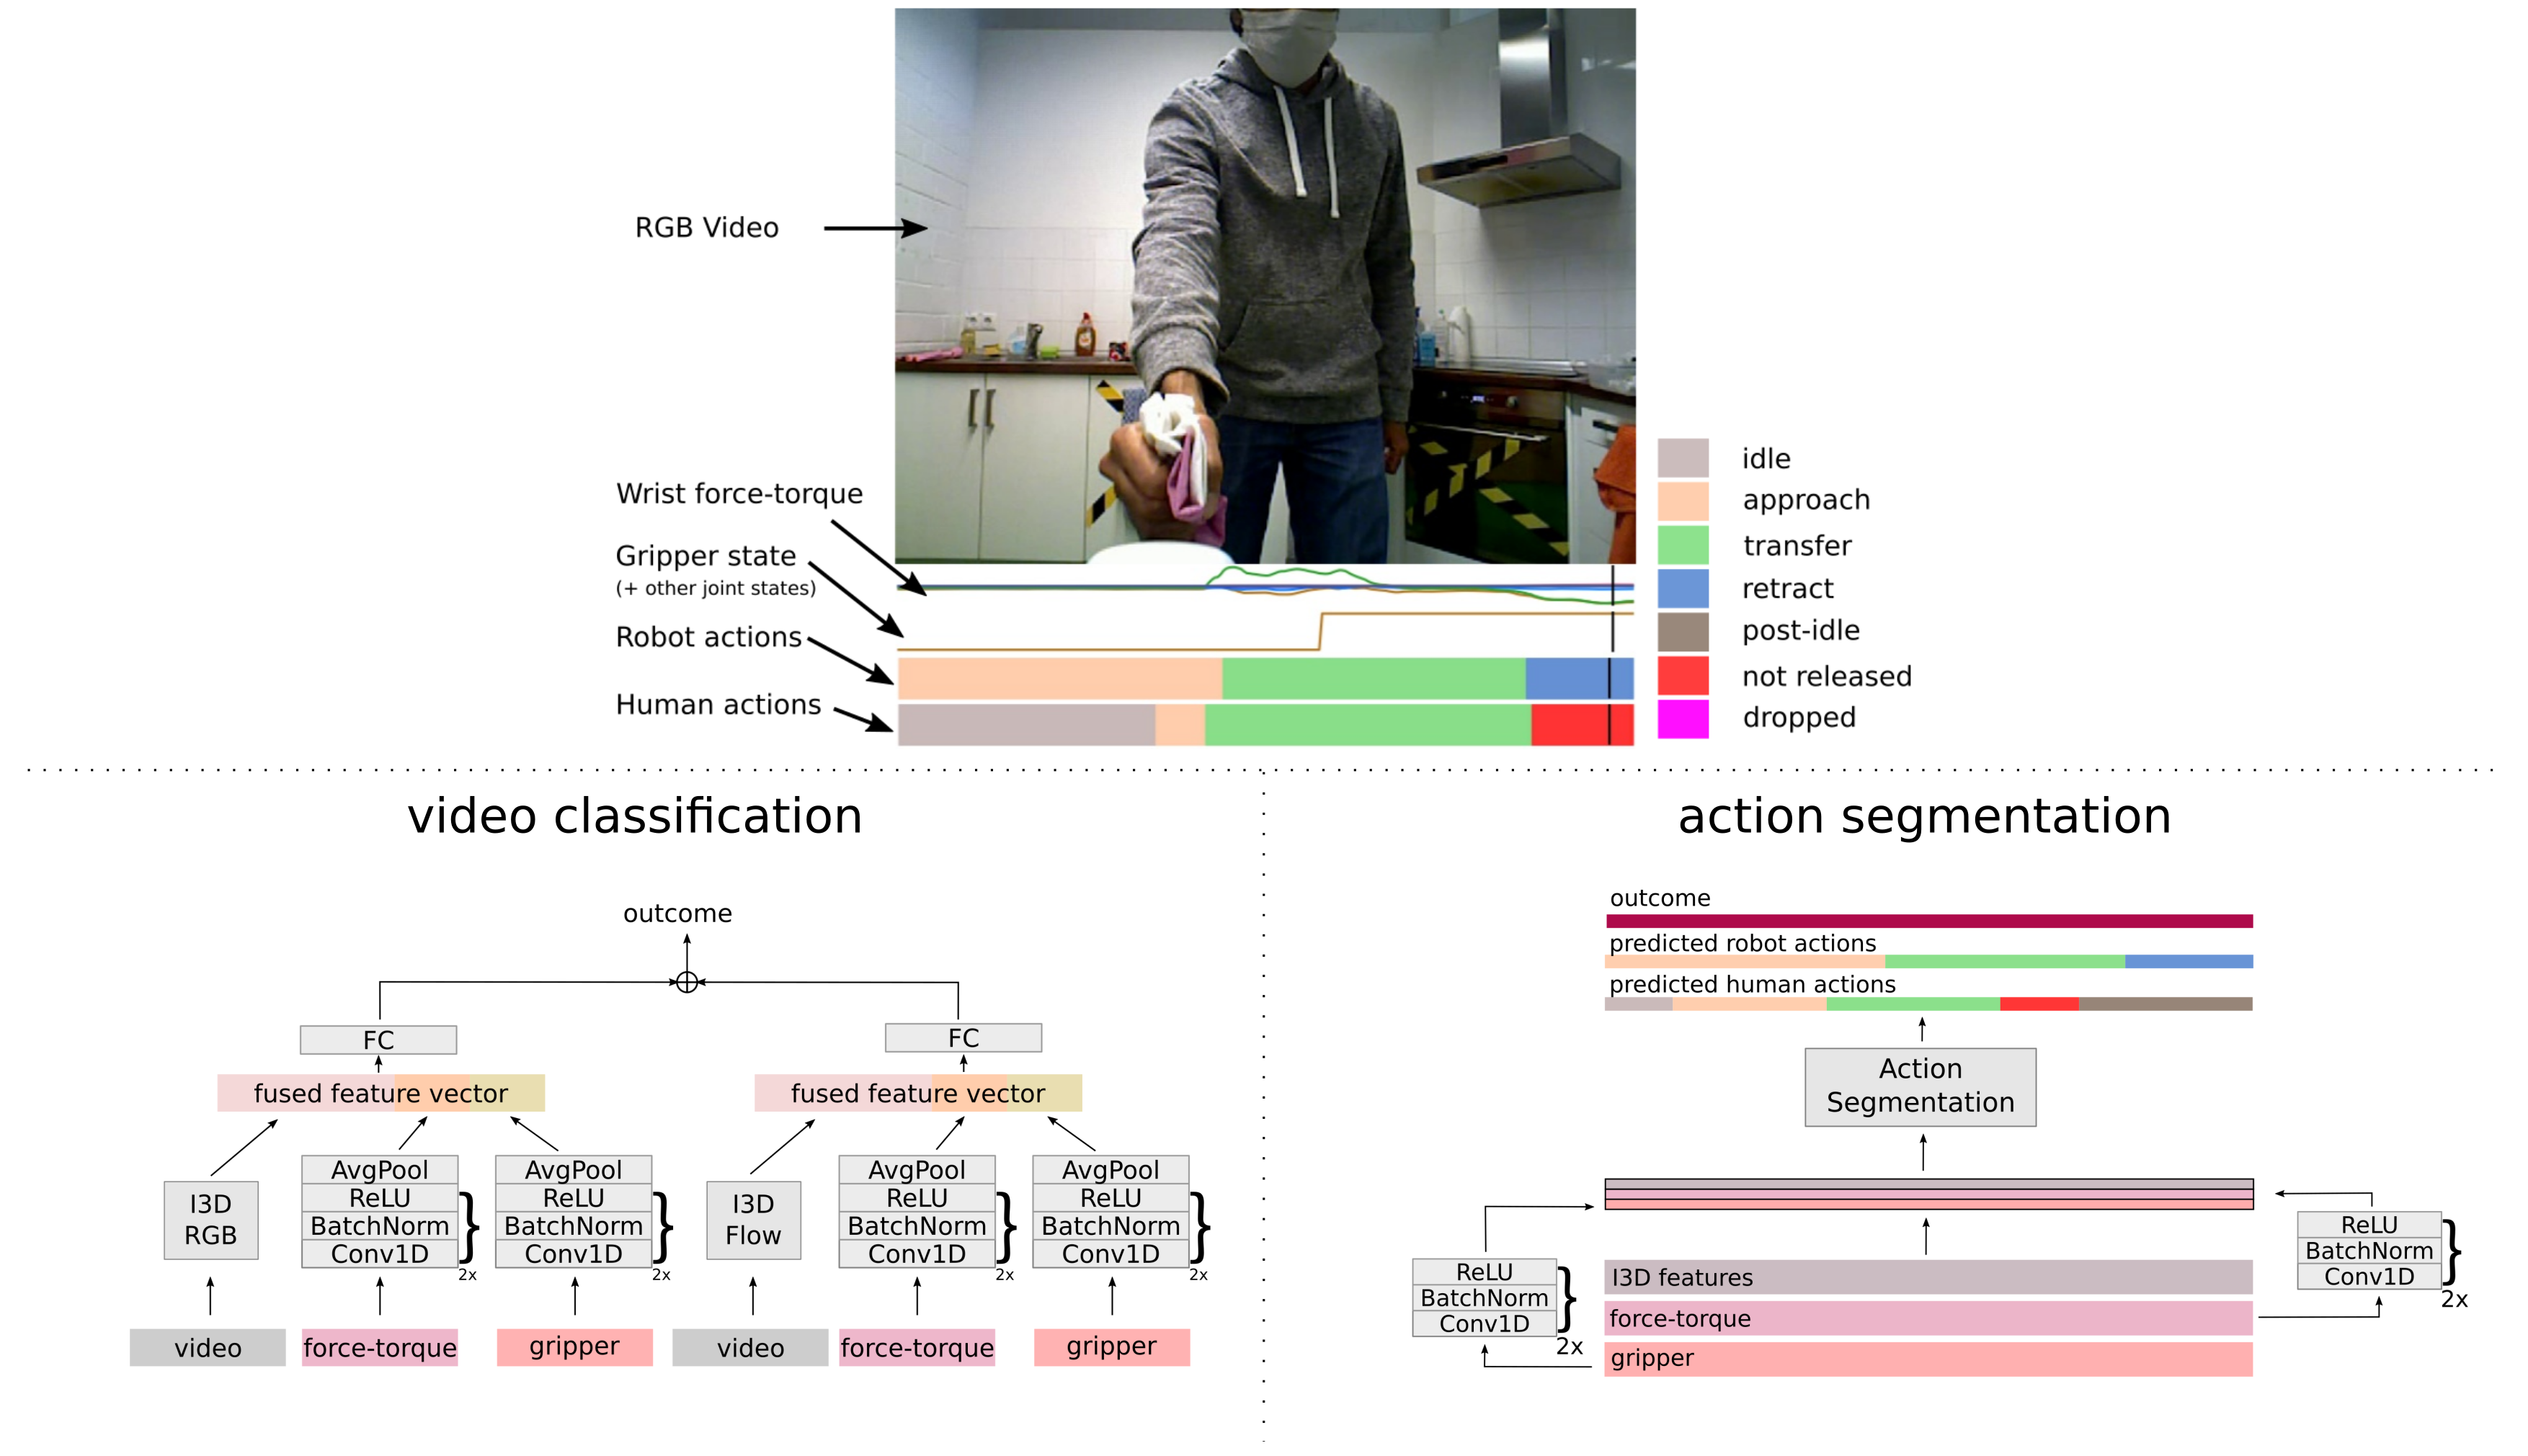 RGB Video
Wrist force-torque
Gripper state
(+ other joint states)
Robot actions
Human actions
idle
approach
transfer
retract
post-idle
not released
dropped
video classification
outcome
FC
FC
fused feature vector
fused feature vector
I3D
RGB
AvgPool
ReLU
BatchNorm
Conv1D
2x
AvgPool
ReLU
BatchNorm
Conv1D
2x
I3D
Flow
AvgPool
ReLU
BatchNorm
Conv1D
2x
AvgPool
ReLU
BatchNorm
Conv1D
2x
video
force-torque
gripper
video
force-torque
gripper
action segmentation
outcome
predicted robot actions
predicted human actions
Action
Segmentation
ReLU
BatchNorm
Conv1D
2x
ReLU
BatchNorm
Conv1D
2x
I3D features
force-torque
gripper